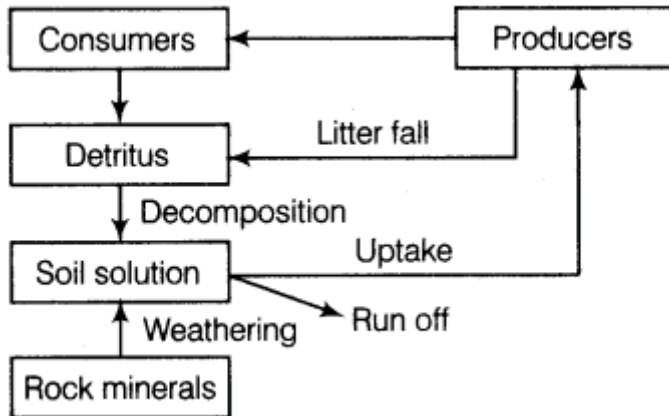 Consumers
Producers
Litter fall
Detritus
Decomposition
Uptake
Soil solution
Run off
Weathering
Rock minerals